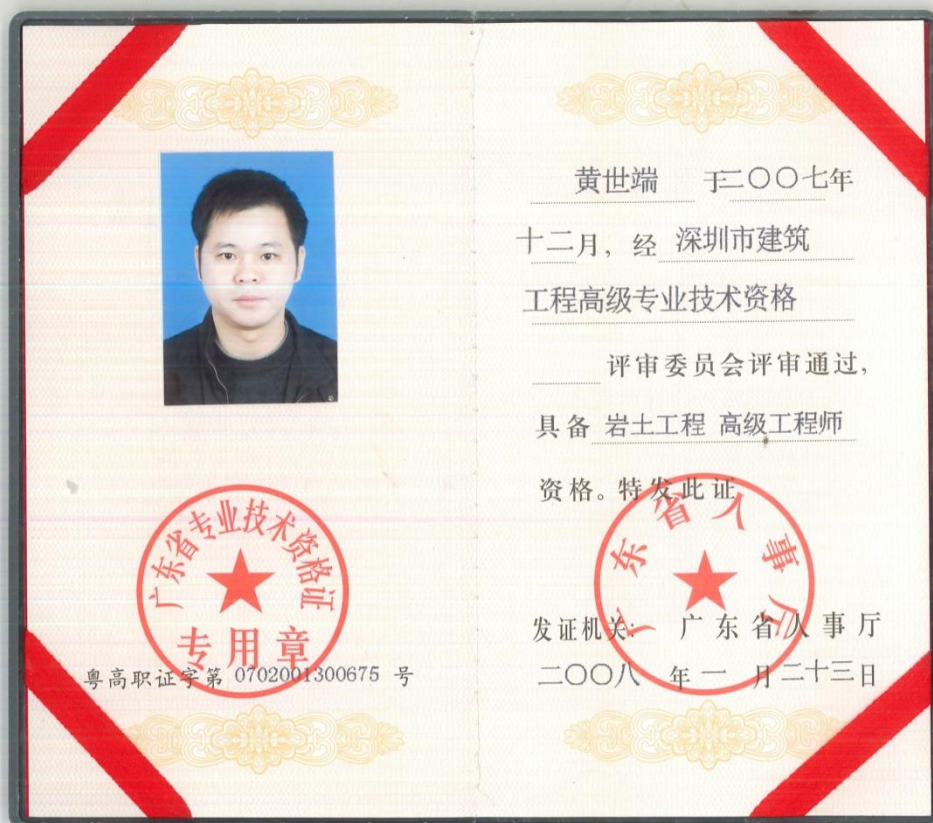 广东省专业技术资格证
专用章
粤高职证字第 0702001300675 号
黄世端 于二〇〇七年
十二月，经 深圳市建筑
工程高级专业技术资格
评审委员会评审通过，
具备 岩土工程 高级工程师
资格。特发此证
广东省人事厅
发证机关： 广东省人事厅
二〇〇八 年 一 月 二十三日